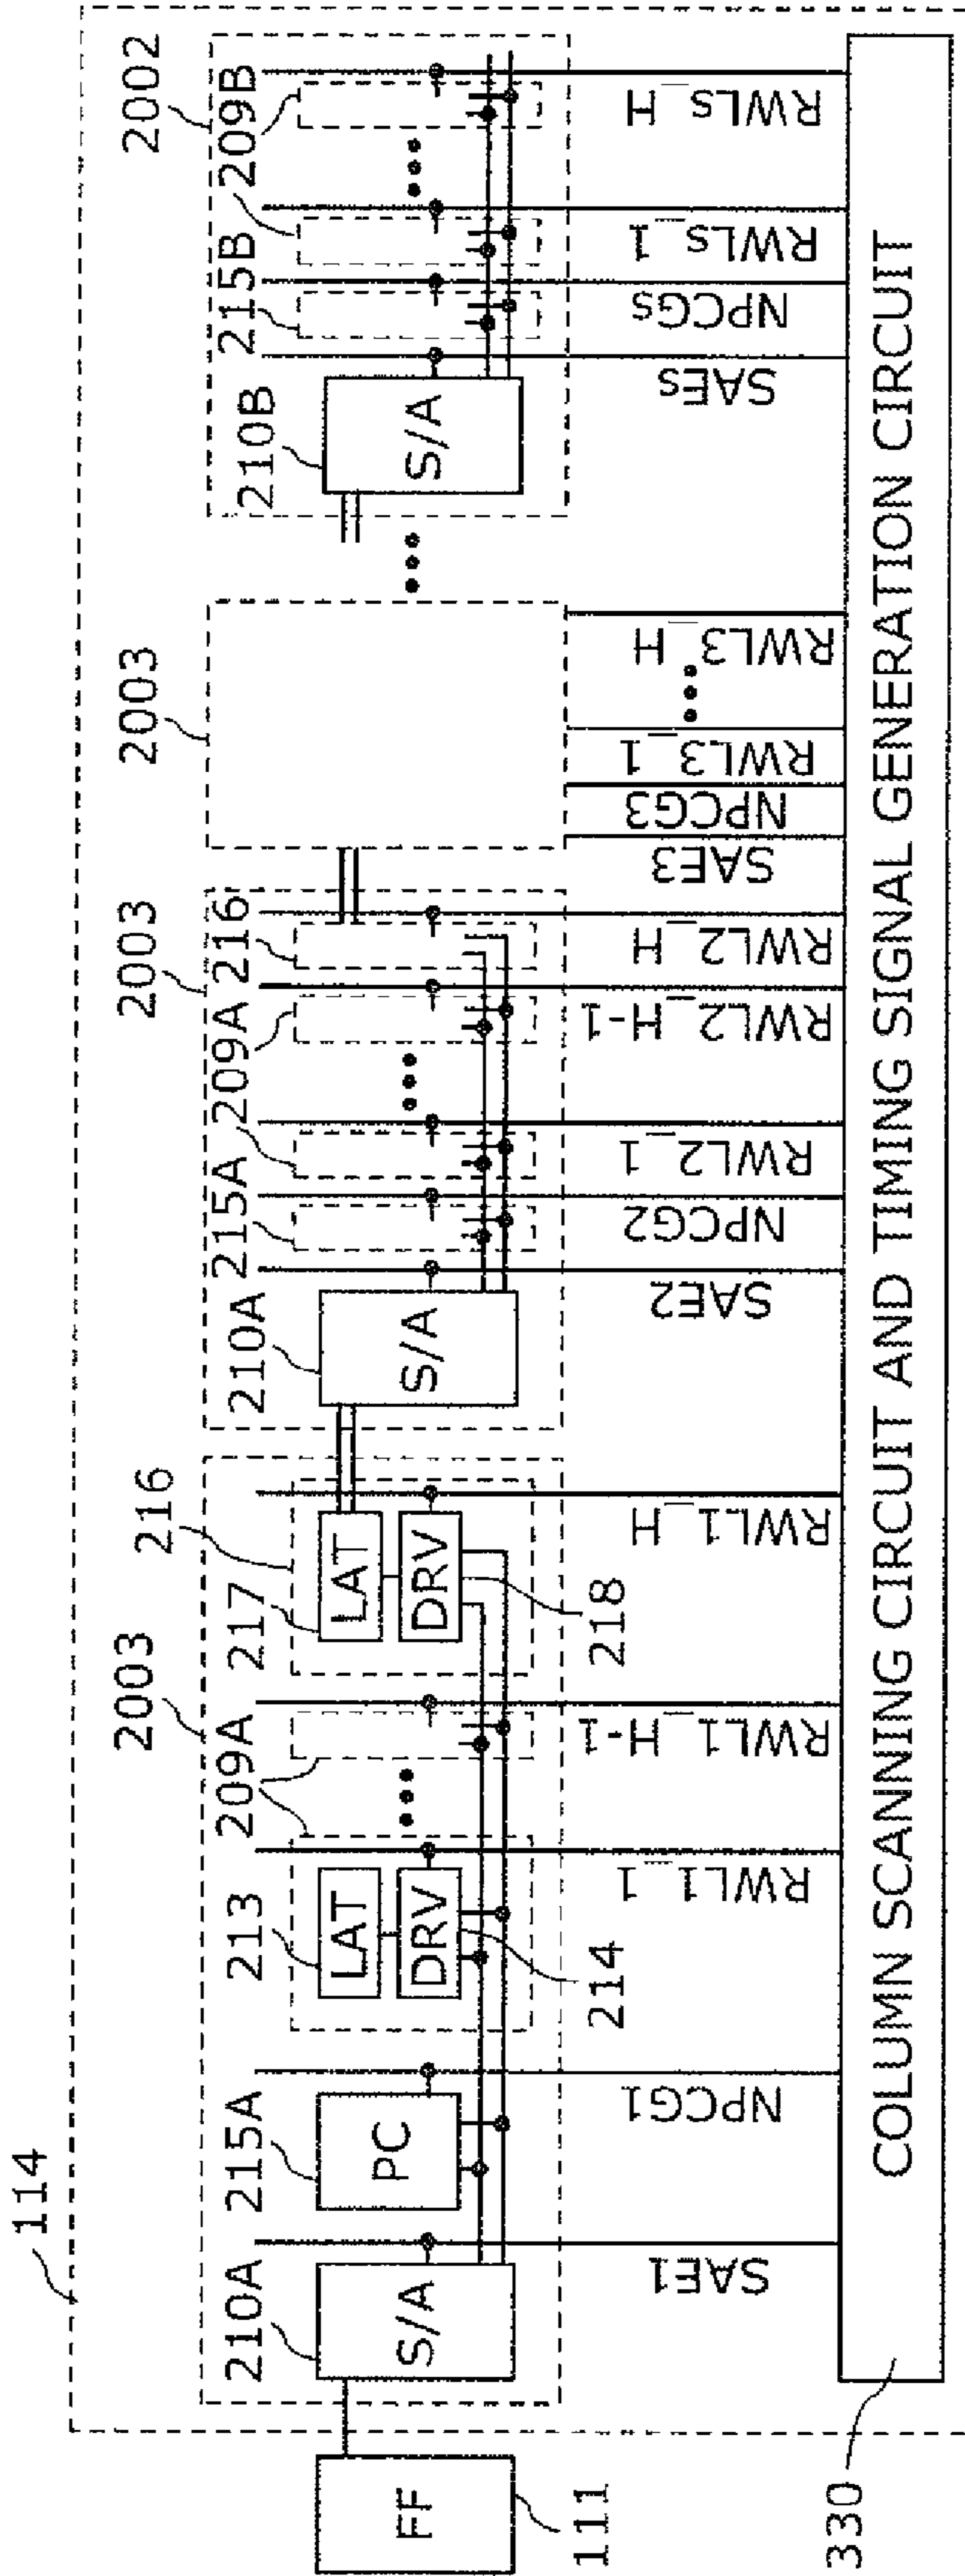 114
2003
2003
2003
2002
210A
215A
213
209A
217
216
210A
215A
209A
216
210B
215B
209B
FF
S/A
PC
LAT
DRV
LAT
DRV
S/A
S/A
214
218
111
SAE1
NPCG1
RWL1_1
RWL1_H-1
RWL1_H
SAE2
NPCG2
RWL2_1
RWL2_H-1
RWL2_H
SAE3
NPCG3
RWL3_1
RWL3_H
SAEs
NPCGs
RWLs_1
RWLs_H
330
COLUMN SCANNING CIRCUIT AND TIMING SIGNAL GENERATION CIRCUIT